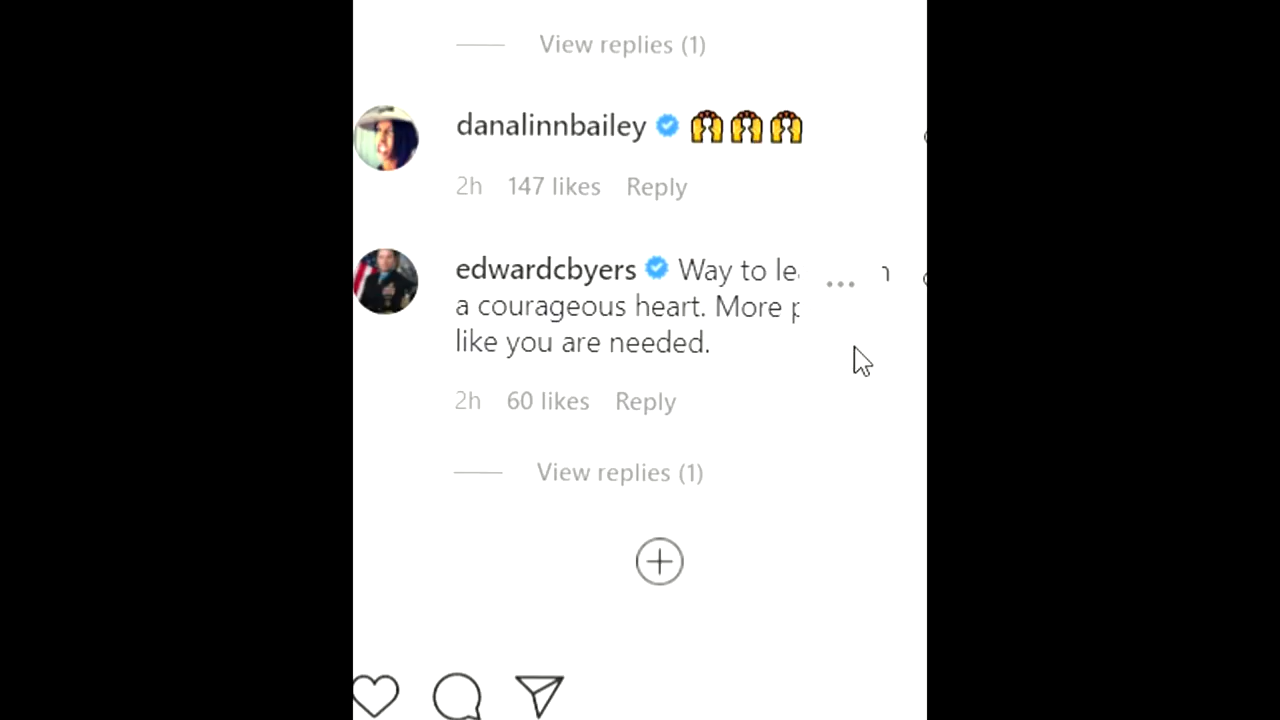 View replies (1)
danalinnbailey
2h 147 likes Reply
edwardcbyers Way to
a courageous heart. More
like you are needed.
2h 60 likes Reply
View replies (1)